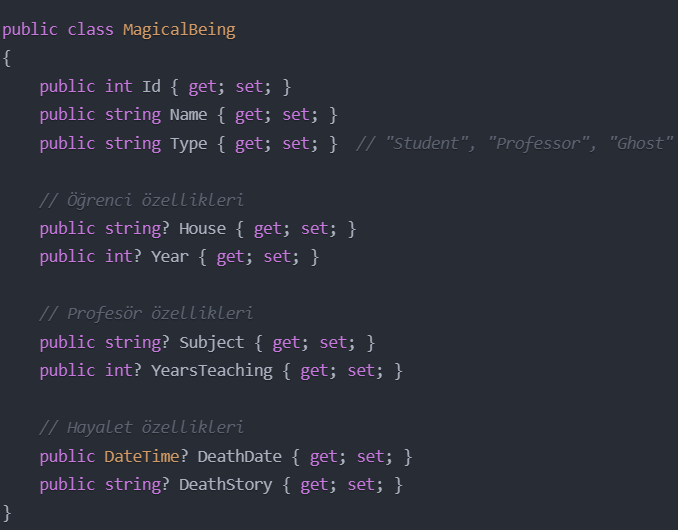 public class MagicalBeing
{
    public int Id { get; set; }
    public string Name { get; set; }
    public string Type { get; set; }  // "Student", "Professor", "Ghost"
    // Öğrenci özellikleri
    public string? House { get; set; }
    public int? Year { get; set; }
    // Profesör özellikleri
    public string? Subject { get; set; }
    public int? YearsTeaching { get; set; }
    // Hayalet özellikleri
    public DateTime? DeathDate { get; set; }
    public string? DeathStory { get; set; }
}